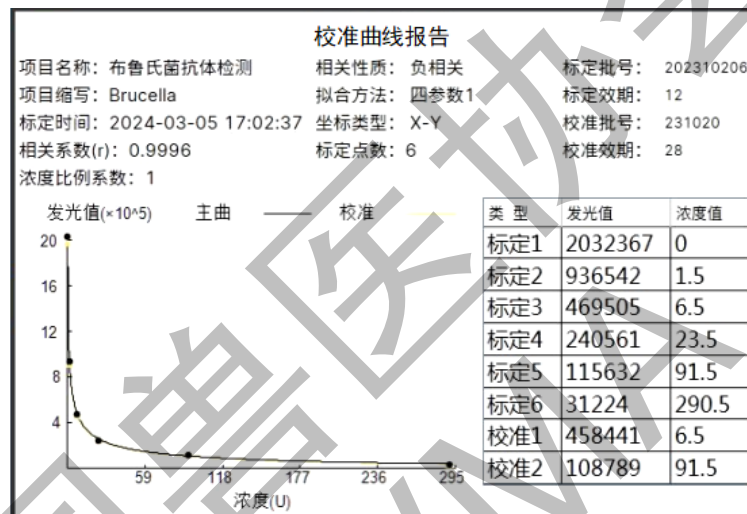 校准曲线报告
项目名称：布鲁氏菌抗体检测 相关性质：负相关 标定批号：202310206
项目缩写：Brucella 拟合方法：四参数1 标定效期：12
标定时间：2024-03-05 17:02:37 坐标类型：X-Y 校准批号：231020
相关系数(r)：0.9996 标定点数：6 校准效期：28
浓度比例系数：1
发光值(×10^5) 主曲 校准
20
16
12
8
4
59 118 177 236 295
浓度(U)
类 型 发光值 浓度值
标定1 2032367 0
标定2 936542 1.5
标定3 469505 6.5
标定4 240561 23.5
标定5 115632 91.5
标定6 31224 290.5
校准1 458441 6.5
校准2 108789 91.5
兽医协会
MA